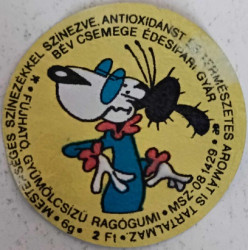 MESTERSÉGES SZÍNEZÉKKEL SZÍNEZVE. ANTIOXIDÁNST ÉS TERMÉSZETES AROMÁT IS TARTALMAZ
BÉV CSEMEGE ÉDESIPARI GYÁR
FÚJHATÓ, GYÜMÖLCSÍZŰ RÁGÓGUMI · MSZ-08 1429 ·
6g · 2 Ft ·